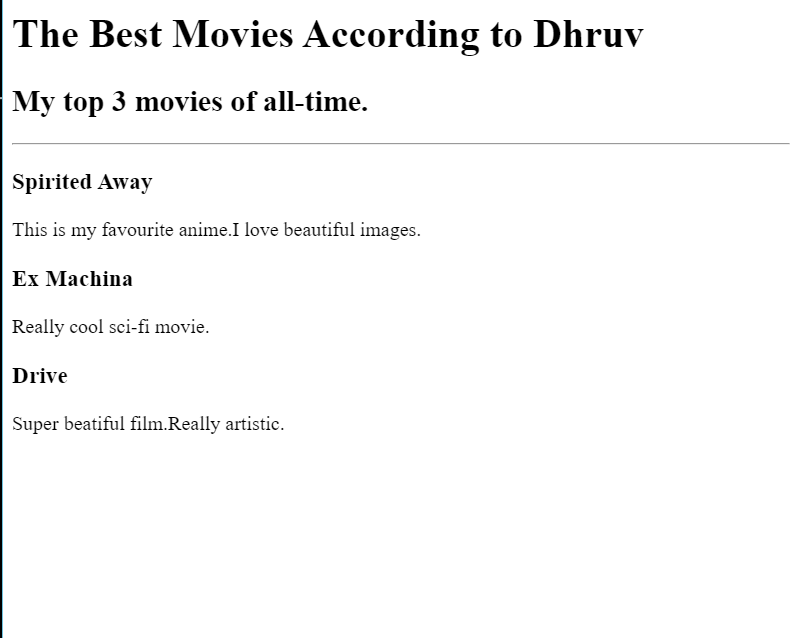 The Best Movies According to Dhruv
My top 3 movies of all-time.
Spirited Away
This is my favourite anime.I love beautiful images.
Ex Machina
Really cool sci-fi movie.
Drive
Super beatiful film.Really artistic.